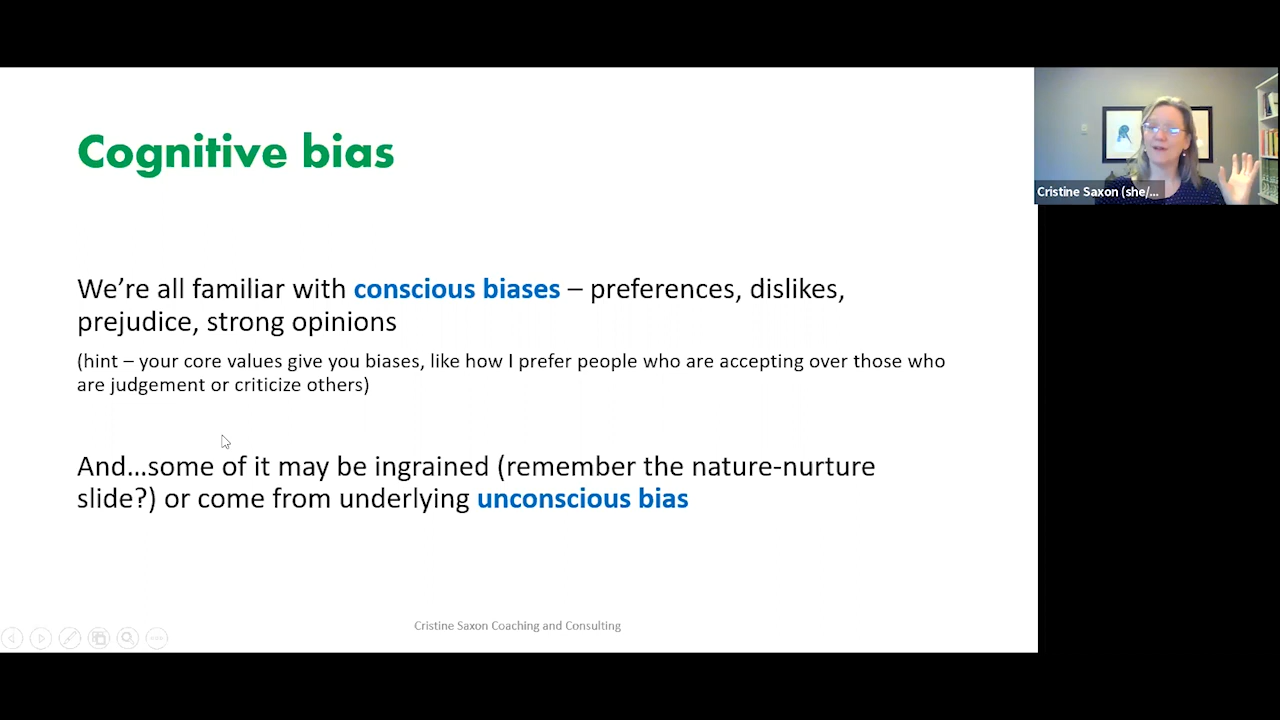 Cognitive bias
Cristine Saxon (she/...
We’re all familiar with conscious biases – preferences, dislikes,
prejudice, strong opinions
(hint – your core values give you biases, like how I prefer people who are accepting over those who
are judgement or criticize others)
And...some of it may be ingrained (remember the nature-nurture
slide?) or come from underlying unconscious bias
Cristine Saxon Coaching and Consulting